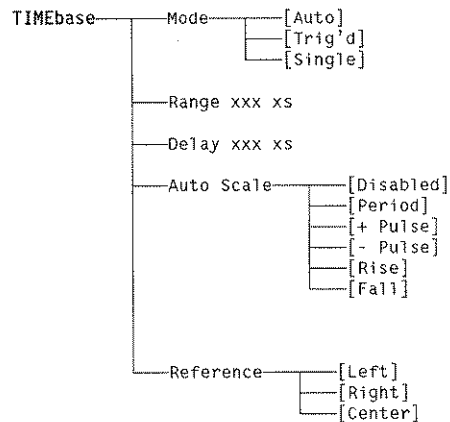 TIMEbase Mode [Auto]
[Trig'd]
[Single]
Range xxx xs
Delay xxx xs
Auto Scale [Disabled]
[Period]
[+ Pulse]
[- Pulse]
[Rise]
[Fall]
Reference [Left]
[Right]
[Center]